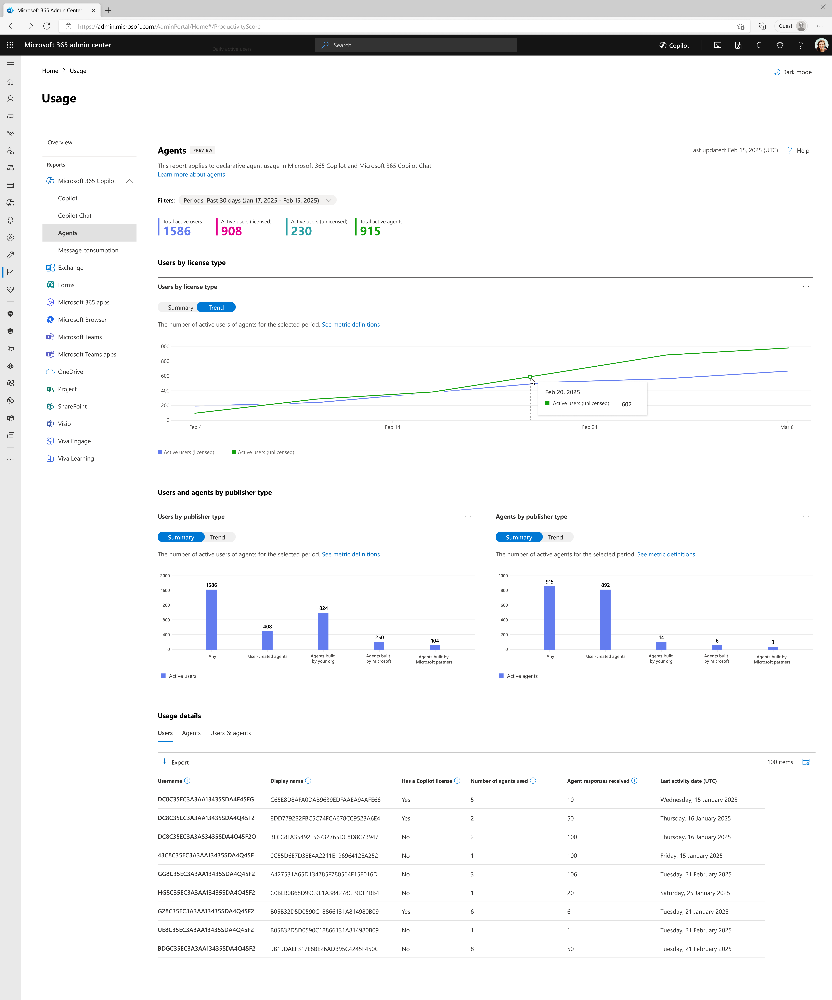 Microsoft 365 Admin Center
https://admin.microsoft.com/AdminPortal/Home#/ProductivityScore
Guest
Microsoft 365 admin center
Daily active users
Search
Copilot
Home > Usage
Dark mode
Usage
Overview
Reports
Microsoft 365 Copilot
Copilot
Copilot Chat
Agents
Message consumption
Exchange
Forms
Microsoft 365 apps
Microsoft Browser
Microsoft Teams
Microsoft Teams apps
OneDrive
Project
SharePoint
Visio
Viva Engage
Viva Learning
Agents PREVIEW
Last updated: Feb 15, 2025 (UTC)
? Help
This report applies to declarative agent usage in Microsoft 365 Copilot and Microsoft 365 Copilot Chat.
Learn more about agents
Filters: Periods: Past 30 days (Jan 17, 2025 - Feb 15, 2025)
Total active users
1586
Active users (licensed)
908
Active users (unlicensed)
230
Total active agents
915
Users by license type
Users by license type
...
Summary Trend
The number of active users of agents for the selected period. See metric definitions
1000
800
600
400
200
0
Feb 20, 2025
Active users (unlicensed) 602
Feb 4 Feb 14 Feb 24 Mar 6
Active users (licensed) Active users (unlicensed)
Users and agents by publisher type
Users by publisher type
...
Summary Trend
The number of active users of agents for the selected period. See metric definitions
2000
1600
1200
800
400
0
1586
408
824
250
104
Any
User-created agents
Agents built
by your org
Agents built
by Microsoft
Agents built by
Microsoft partners
Active users
Agents by publisher type
...
Summary Trend
The number of active agents for the selected period. See metric definitions
1000
800
600
400
200
0
915
892
14
6
3
Any
User-created agents
Agents built
by your org
Agents built
by Microsoft
Agents built by
Microsoft partners
Active agents
Usage details
Users Agents Users & agents
Export
100 items
Username Display name Has a Copilot license Number of agents used Agent responses received Last activity date (UTC)
DC8C35EC3A3AA13435SDA4F45FG C65E8D8AFA0DAB9639EDFAAEA94AFE66 Yes 5 10 Wednesday, 15 January 2025
DC8C35EC3A3AA13435SDA4Q45F2 8DD7792B2FBC5C74FCA678CC9523A6E4 Yes 2 50 Thursday, 16 January 2025
DC8C35EC3A3AS3435SDA4Q45F2O 3ECC8FA35492F56732765DC8D8C7B947 No 2 100 Thursday, 16 January 2025
43C8C35EC3A3AA13435SDA4Q45F 0C55D6E7D38E4A2211E19696412EA252 No 1 100 Friday, 15 January 2025
GG8C35EC3A3AA13435SDA4Q45F2 A427531A65D134785F780564F15E016D No 3 106 Tuesday, 21 February 2025
HG8C35EC3A3AA13435SDA4Q45F2 C0BEB0B68D99C9E1A384278CF9DF4BB4 No 1 20 Saturday, 25 January 2025
G28C35EC3A3AA13435SDA4Q45F2 B05B32D5D0590C18866131A814980B09 Yes 6 6 Tuesday, 21 January 2025
UE8C35EC3A3AA13435SDA4Q45F2 B05B32D5D0590C18866131A814980B09 No 1 1 Tuesday, 21 February 2025
BDGC35EC3A3AA13435SDA4Q45F2 9B19DAEF317E8BE26ADB95C4245F450C No 8 50 Tuesday, 21 February 2025